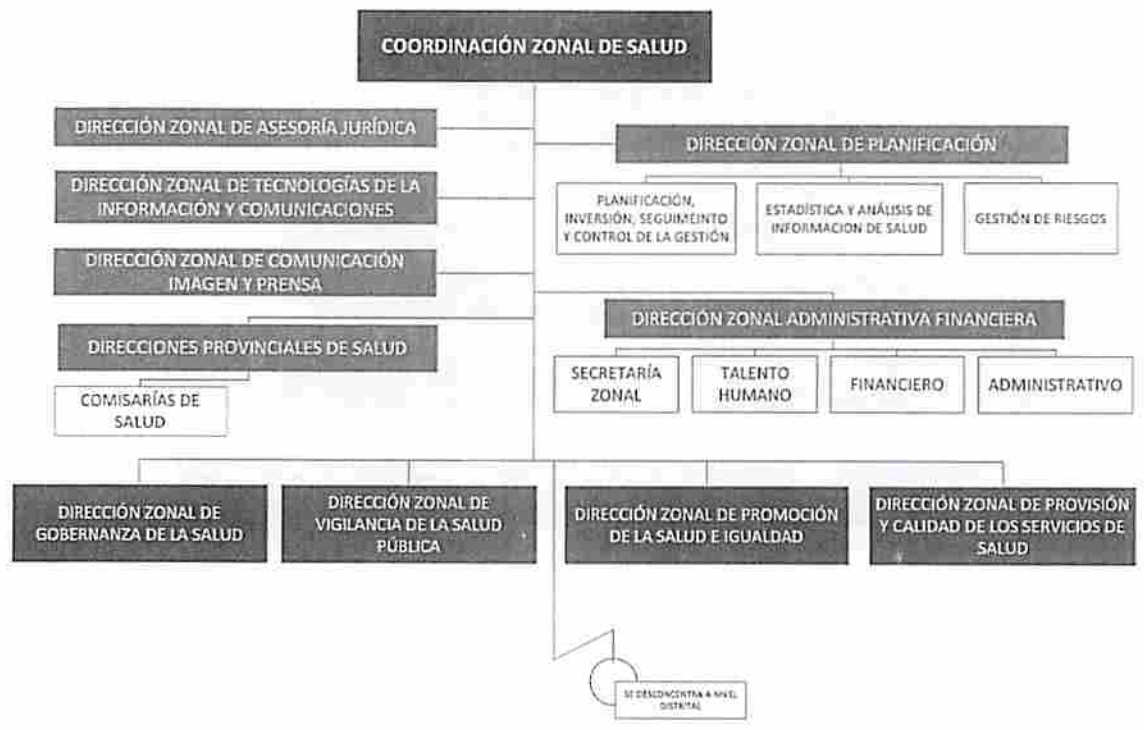 COORDINACIÓN ZONAL DE SALUD
DIRECCIÓN ZONAL DE ASESORÍA JURÍDICA
DIRECCIÓN ZONAL DE PLANIFICACIÓN
DIRECCIÓN ZONAL DE TECNOLOGÍAS DE LA
INFORMACIÓN Y COMUNICACIONES
PLANIFICACIÓN,
INVERSIÓN, SEGUIMEINTO
Y CONTROL DE LA GESTIÓN
ESTADÍSTICA Y ANÁLISIS DE
INFORMACION DE SALUD
GESTIÓN DE RIESGOS
DIRECCIÓN ZONAL DE COMUNICACIÓN
IMAGEN Y PRENSA
DIRECCIÓN ZONAL ADMINISTRATIVA FINANCIERA
DIRECCIONES PROVINCIALES DE SALUD
SECRETARÍA
ZONAL
TALENTO
HUMANO
FINANCIERO
ADMINISTRATIVO
COMISARÍAS DE
SALUD
DIRECCIÓN ZONAL DE
GOBERNANZA DE LA SALUD
DIRECCIÓN ZONAL DE
VIGILANCIA DE LA SALUD
PÚBLICA
DIRECCIÓN ZONAL DE PROMOCIÓN
DE LA SALUD E IGUALDAD
DIRECCIÓN ZONAL DE PROVISIÓN
Y CALIDAD DE LOS SERVICIOS DE
SALUD
SE DESCONCENTRA A NIVEL
DISTRITAL